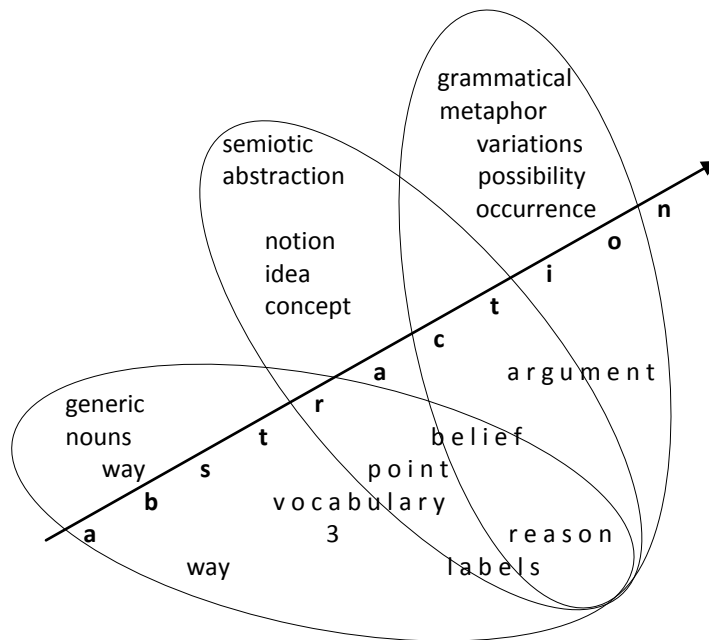 grammatical
metaphor
variations
possibility
occurrence
semiotic
abstraction
notion
idea
concept
generic
nouns
way
abstraction
argument
belief
point
vocabulary
3
reason
way
labels